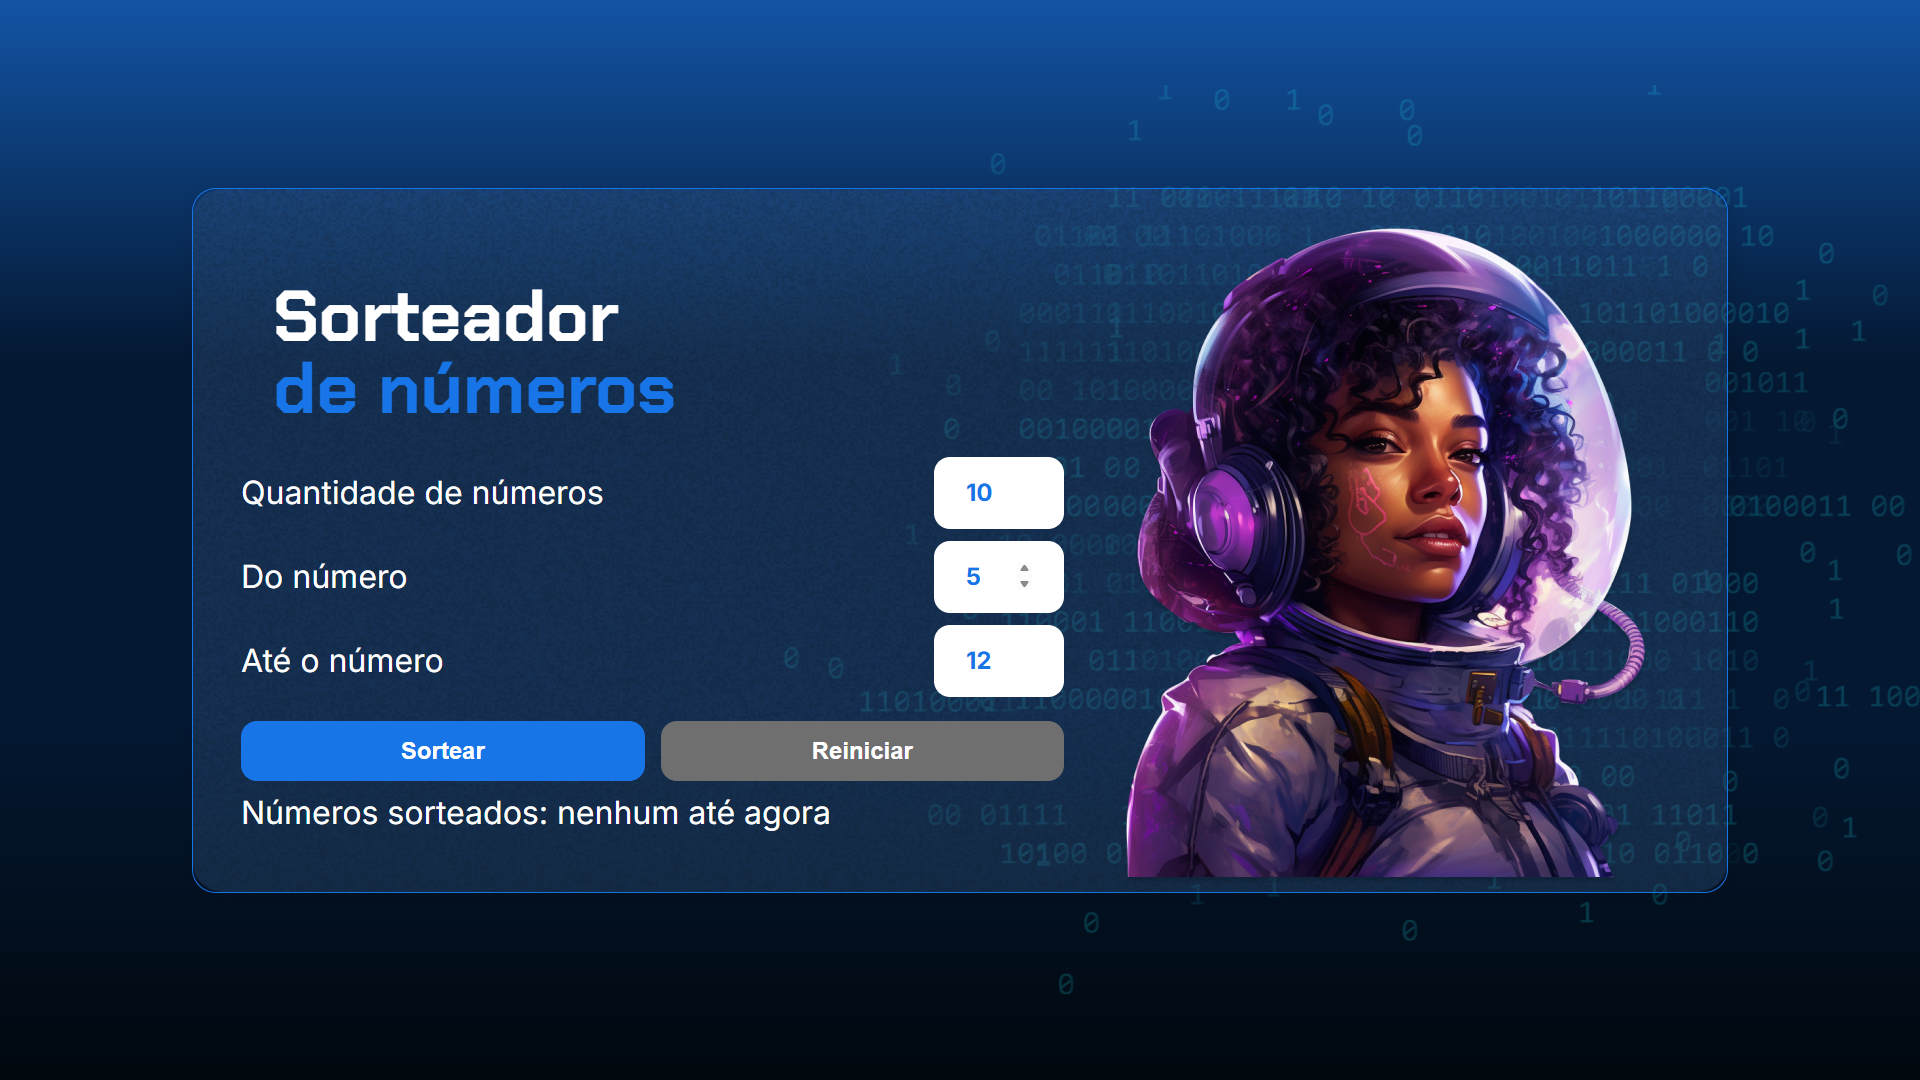 Sorteador
de números
Quantidade de números
10
Do número
5
Até o número
12
Sortear
Reiniciar
Números sorteados: nenhum até agora